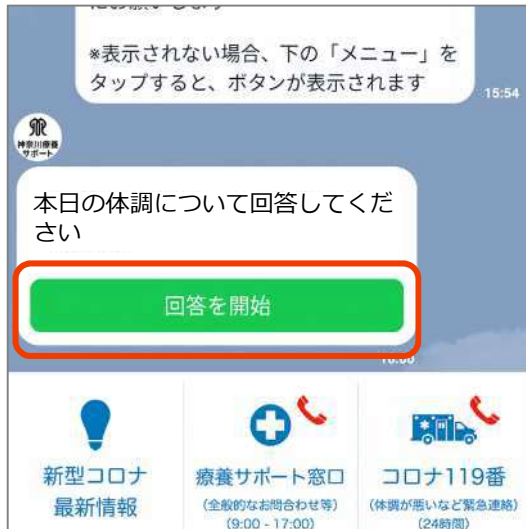 ※表示されない場合、下の「メニュー」を
タップすると、ボタンが表示されます
15:54
神奈川療養
サポート
本日の体調について回答してくだ
さい
回答を開始
新型コロナ
最新情報
療養サポート窓口
(全般的なお問合わせ等)
(9:00 - 17:00)
コロナ119番
(体調が悪いなど緊急連絡)
(24時間)